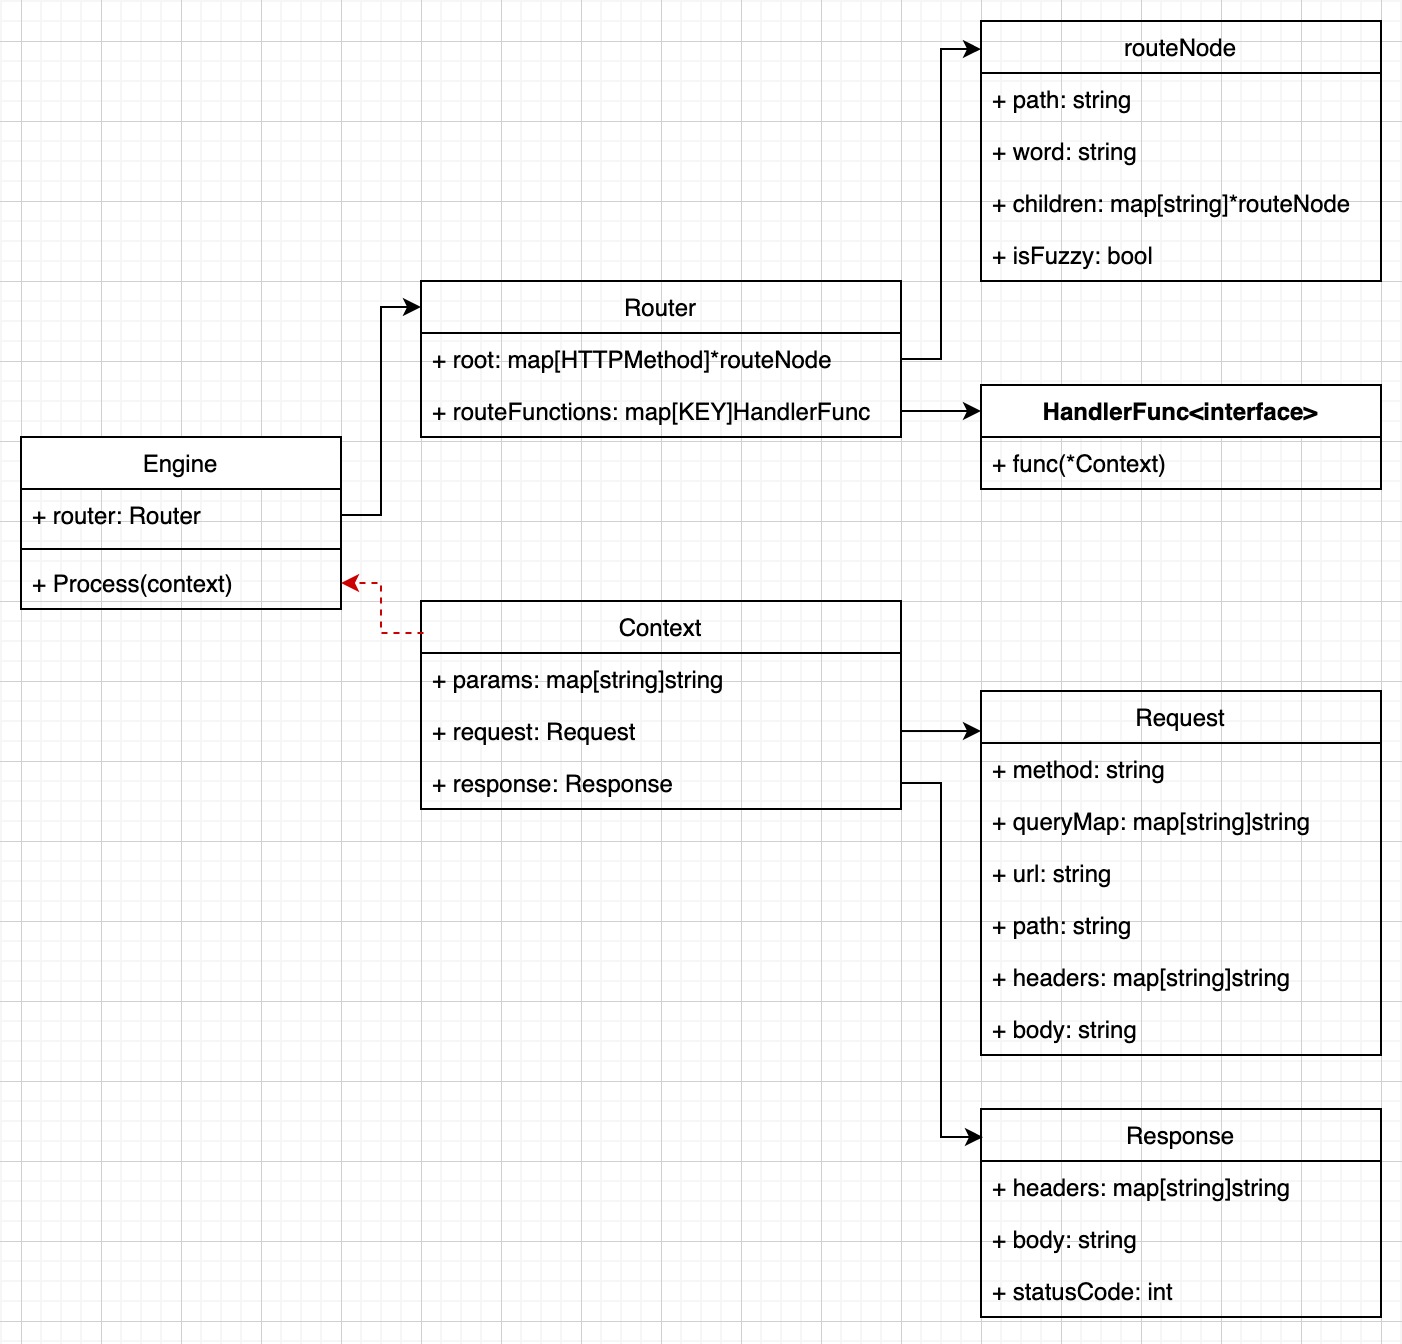 routeNode
+ path: string
+ word: string
+ children: map[string]*routeNode
+ isFuzzy: bool
Router
+ root: map[HTTPMethod]*routeNode
+ routeFunctions: map[KEY]HandlerFunc
HandlerFunc<interface>
+ func(*Context)
Engine
+ router: Router
+ Process(context)
Context
+ params: map[string]string
+ request: Request
+ response: Response
Request
+ method: string
+ queryMap: map[string]string
+ url: string
+ path: string
+ headers: map[string]string
+ body: string
Response
+ headers: map[string]string
+ body: string
+ statusCode: int